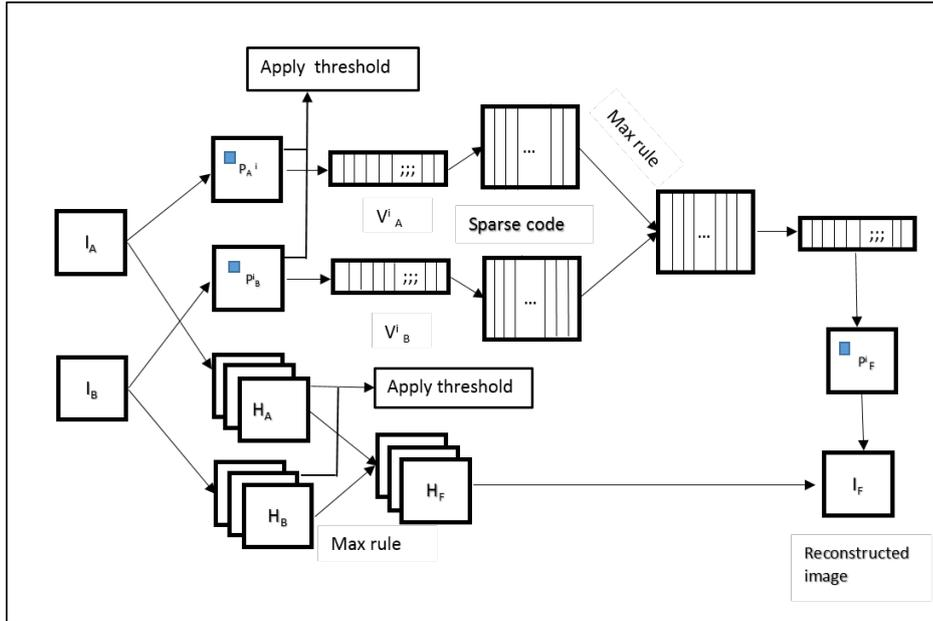 Apply threshold
Max rule
P_A^i
;;;
...
I_A
V^i_A
Sparse code
...
;;;
P^i_B
;;;
...
V^i_B
P^i_F
I_B
Apply threshold
H_A
H_F
I_F
H_B
Max rule
Reconstructed
image